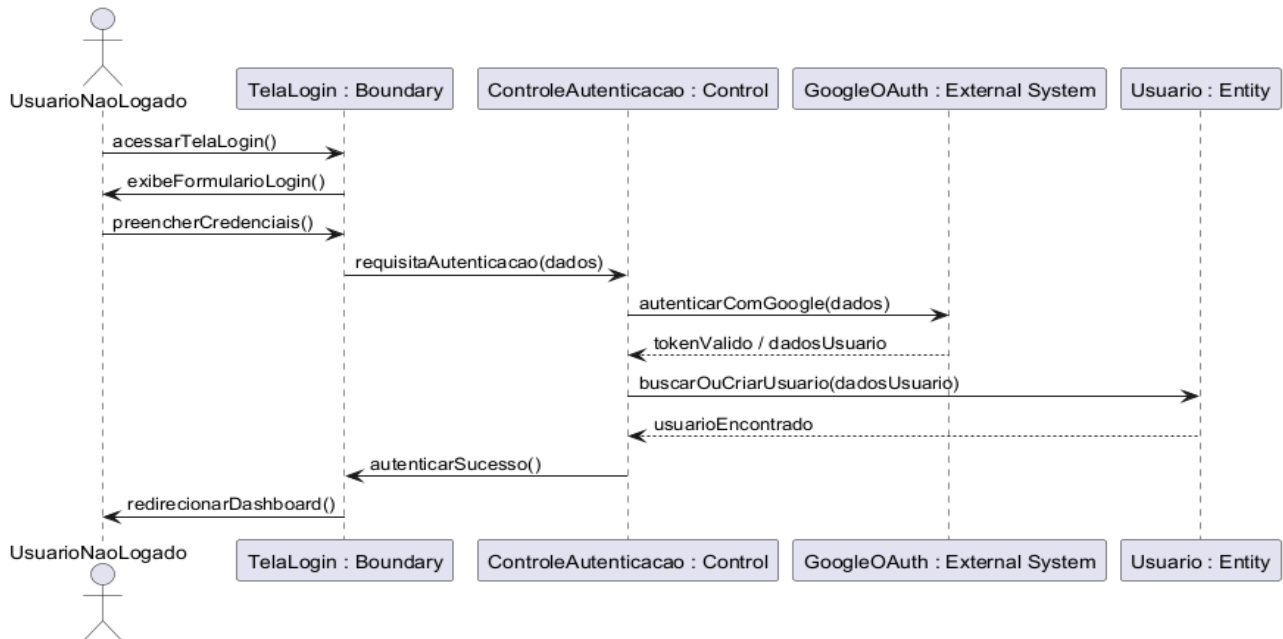 UsuarioNaoLogado
TelaLogin : Boundary
ControleAutenticacao : Control
GoogleOAuth : External System
Usuario : Entity
acessarTelaLogin()
exibeFormularioLogin()
preencherCredenciais()
requisitaAutenticacao(dados)
autenticarComGoogle(dados)
tokenValido / dadosUsuario
buscarOuCriarUsuario(dadosUsuario)
usuarioEncontrado
autenticarSucesso()
redirecionarDashboard()
UsuarioNaoLogado
TelaLogin : Boundary
ControleAutenticacao : Control
GoogleOAuth : External System
Usuario : Entity